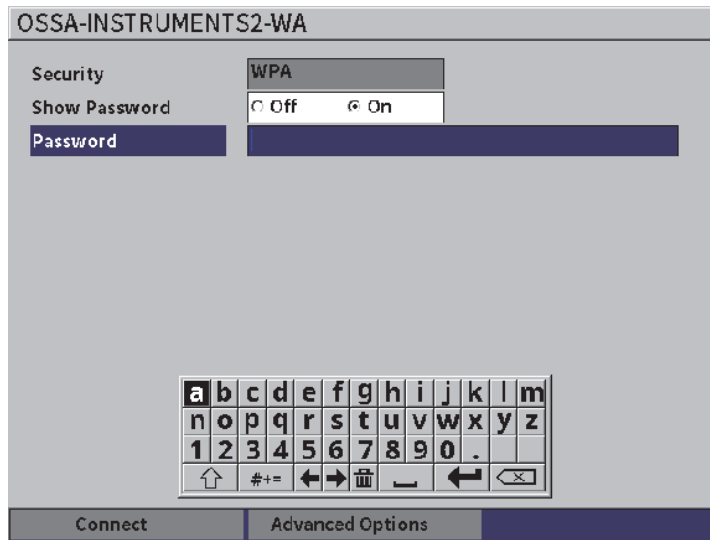 OSSA-INSTRUMENTS2-WA
Security WPA
Show Password Off On
Password
a b c d e f g h i j k l m
n o p q r s t u v w x y z
1 2 3 4 5 6 7 8 9 0 .
#+=
Connect Advanced Options